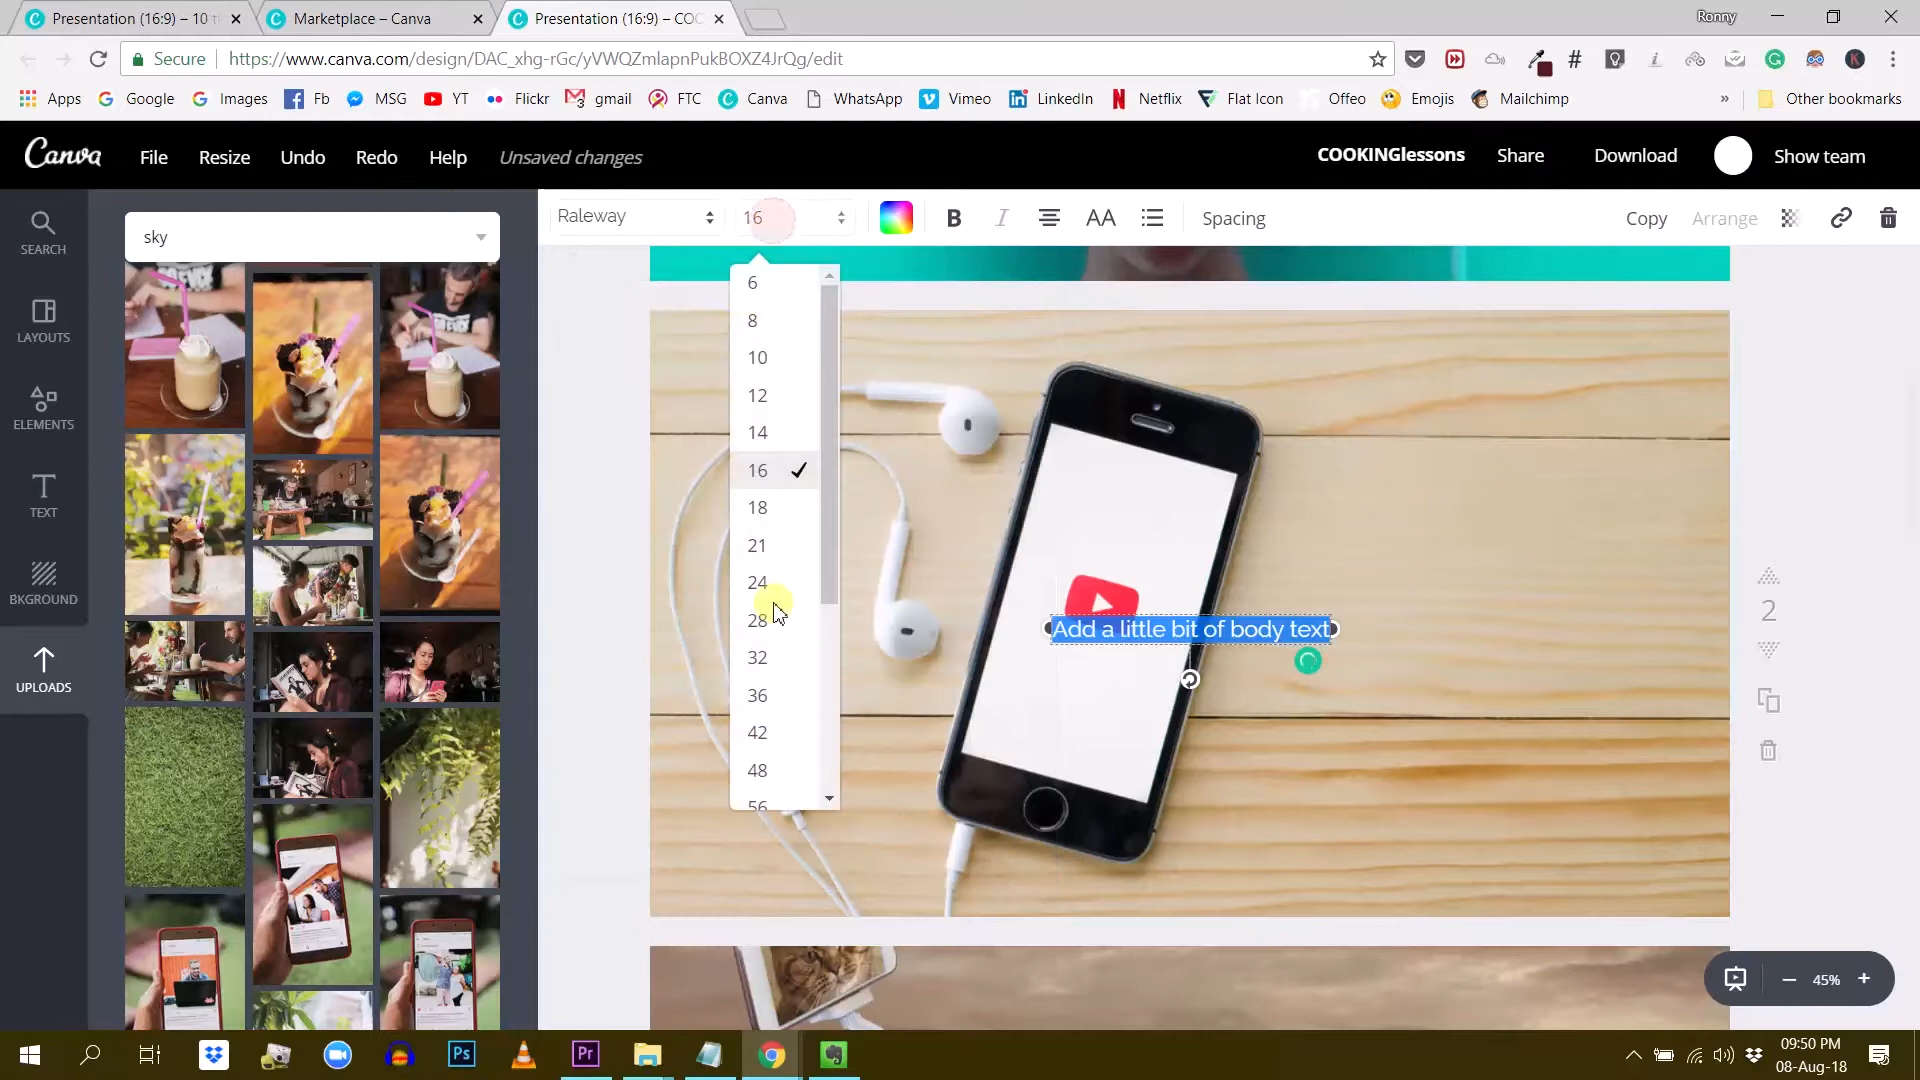 Presentation (16:9) – 10 t
Marketplace – Canva
Presentation (16:9) – COO
Ronny
Secure
https://www.canva.com/design/DAC_xhg-rGc/yVWQZmlapnPukBOXZ4JrQg/edit
Apps Google Images Fb MSG YT Flickr gmail FTC Canva WhatsApp Vimeo LinkedIn Netflix Flat Icon Offeo Emojis Mailchimp » Other bookmarks
Canva File Resize Undo Redo Help Unsaved changes COOKINGlessons Share Download Show team
Raleway 16 B I AA Spacing Copy Arrange
sky
SEARCH
LAYOUTS
ELEMENTS
TEXT
BKGROUND
UPLOADS
6
8
10
12
14
16
18
21
24
28
32
36
42
48
56
Add a little bit of body text
2
45%
Ps
Pr
09:50 PM
08-Aug-18